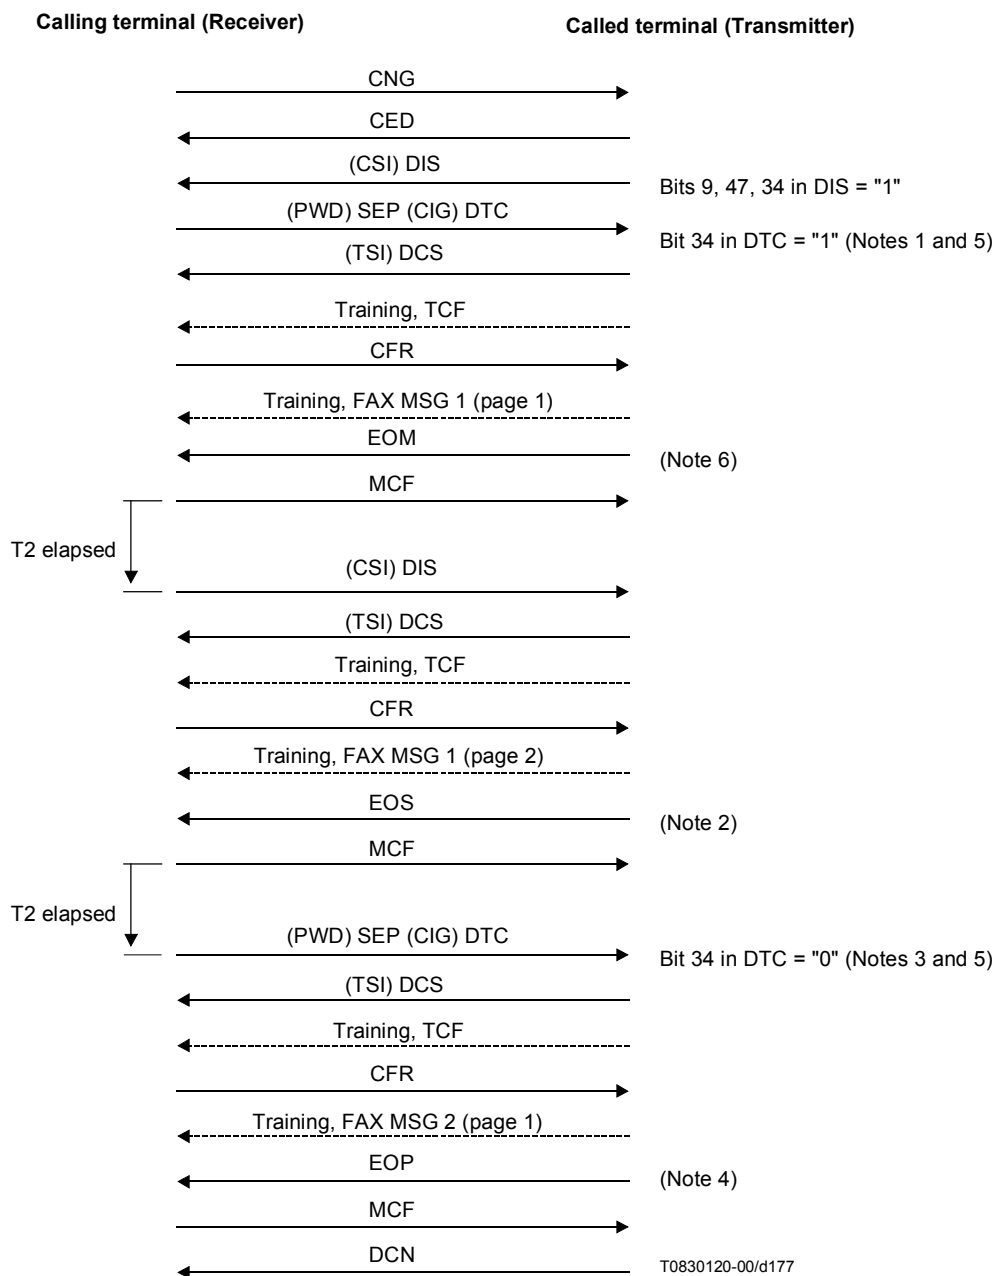 Calling terminal (Receiver)
Called terminal (Transmitter)
CNG
CED
(CSI) DIS
Bits 9, 47, 34 in DIS = "1"
(PWD) SEP (CIG) DTC
Bit 34 in DTC = "1" (Notes 1 and 5)
(TSI) DCS
Training, TCF
CFR
Training, FAX MSG 1 (page 1)
EOM
(Note 6)
MCF
T2 elapsed
(CSI) DIS
(TSI) DCS
Training, TCF
CFR
Training, FAX MSG 1 (page 2)
EOS
(Note 2)
MCF
T2 elapsed
(PWD) SEP (CIG) DTC
Bit 34 in DTC = "0" (Notes 3 and 5)
(TSI) DCS
Training, TCF
CFR
Training, FAX MSG 2 (page 1)
EOP
(Note 4)
MCF
DCN
T0830120-00/d177